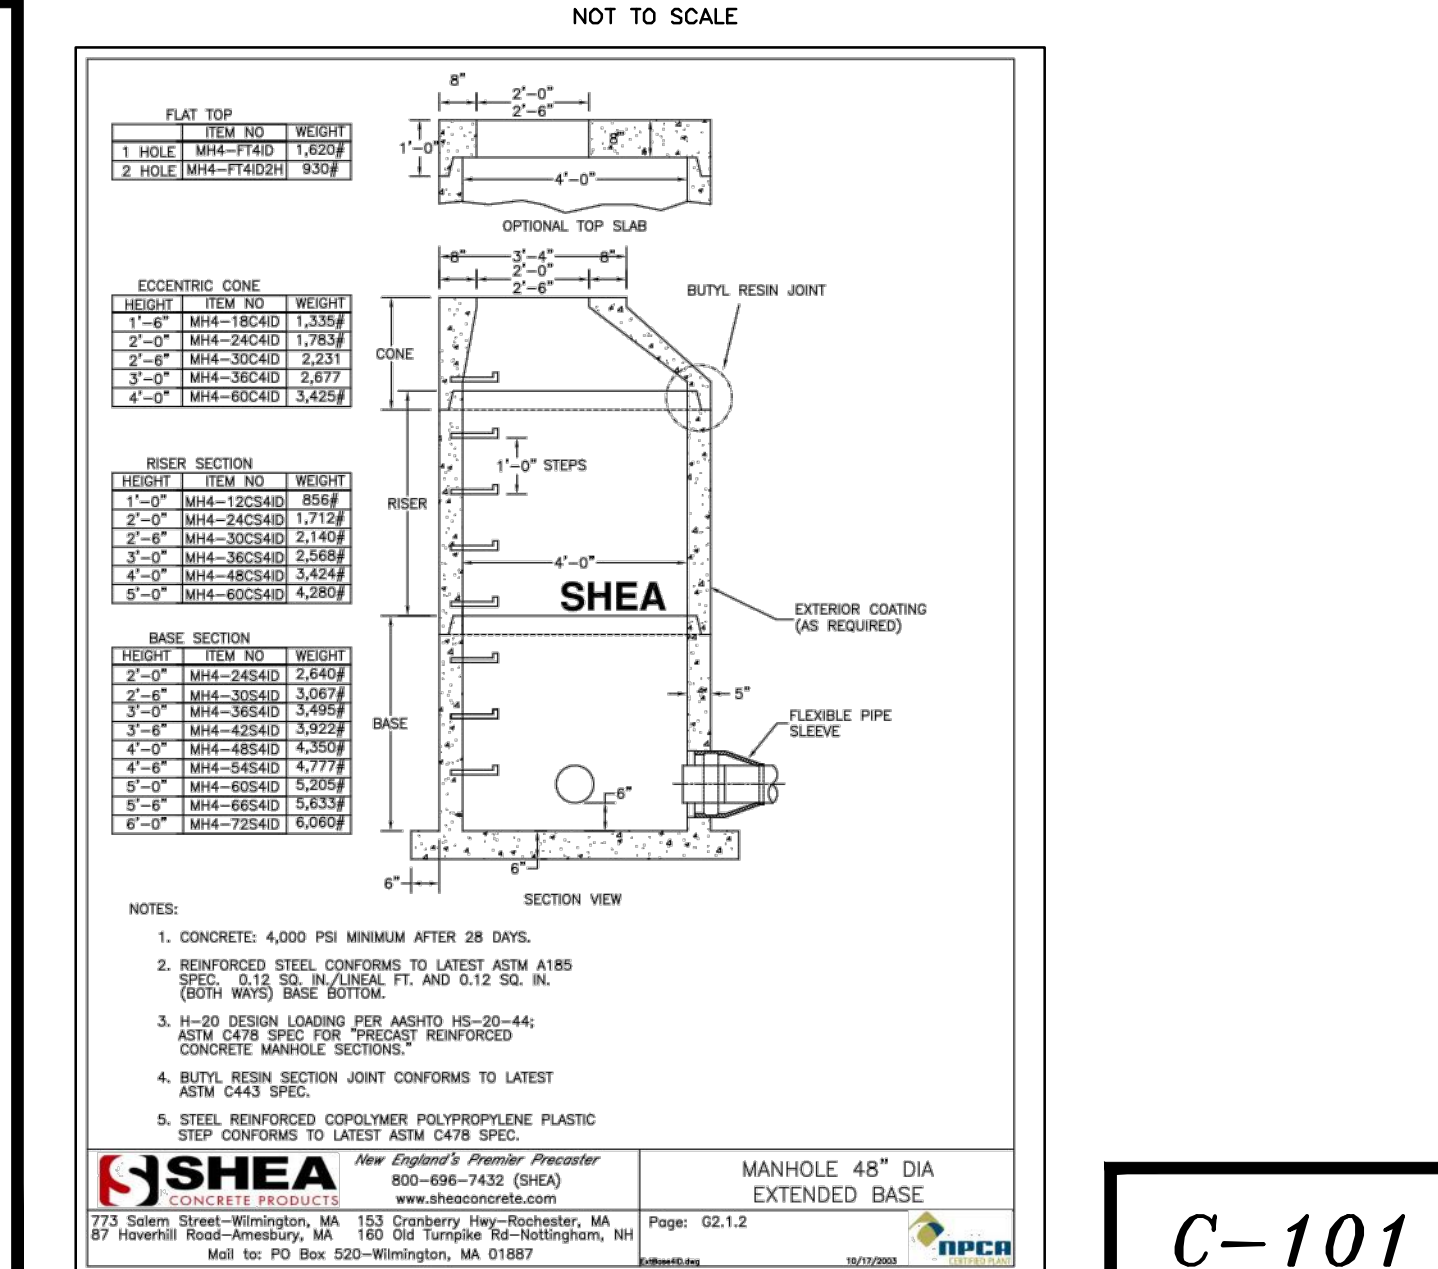 NOT TO SCALE
FLAT TOP
ITEM NO WEIGHT
1 HOLE MH4-FT4ID 1,620#
2 HOLE MH4-FT4ID2H 930#
8"
2'-0"
2'-6"
1'-0"
8"
4'-0"
OPTIONAL TOP SLAB
ECCENTRIC CONE
HEIGHT ITEM NO WEIGHT
1'-6" MH4-18C4ID 1,335#
2'-0" MH4-24C4ID 1,783#
2'-6" MH4-30C4ID 2,231
3'-0" MH4-36C4ID 2,677
4'-0" MH4-60C4ID 3,425#
8" 3'-4" 8"
2'-0"
2'-6"
BUTYL RESIN JOINT
CONE
RISER SECTION
HEIGHT ITEM NO WEIGHT
1'-0" MH4-12CS4ID 856#
2'-0" MH4-24CS4ID 1,712#
2'-6" MH4-30CS4ID 2,140#
3'-0" MH4-36CS4ID 2,568#
4'-0" MH4-48CS4ID 3,424#
5'-0" MH4-60CS4ID 4,280#
1'-0" STEPS
RISER
4'-0"
SHEA
EXTERIOR COATING
(AS REQUIRED)
BASE SECTION
HEIGHT ITEM NO WEIGHT
2'-0" MH4-24S4ID 2,640#
2'-6" MH4-30S4ID 3,067#
3'-0" MH4-36S4ID 3,495#
3'-6" MH4-42S4ID 3,922#
4'-0" MH4-48S4ID 4,350#
4'-6" MH4-54S4ID 4,777#
5'-0" MH4-60S4ID 5,205#
5'-6" MH4-66S4ID 5,633#
6'-0" MH4-72S4ID 6,060#
5"
BASE
FLEXIBLE PIPE
SLEEVE
6"
6"
6"
SECTION VIEW
NOTES:
1. CONCRETE: 4,000 PSI MINIMUM AFTER 28 DAYS.
2. REINFORCED STEEL CONFORMS TO LATEST ASTM A185
SPEC. 0.12 SQ. IN./LINEAL FT. AND 0.12 SQ. IN.
(BOTH WAYS) BASE BOTTOM.
3. H-20 DESIGN LOADING PER AASHTO HS-20-44;
ASTM C478 SPEC FOR "PRECAST REINFORCED
CONCRETE MANHOLE SECTIONS."
4. BUTYL RESIN SECTION JOINT CONFORMS TO LATEST
ASTM C443 SPEC.
5. STEEL REINFORCED COPOLYMER POLYPROPYLENE PLASTIC
STEP CONFORMS TO LATEST ASTM C478 SPEC.
SHEA
CONCRETE PRODUCTS
New England's Premier Precaster
800-696-7432 (SHEA)
www.sheaconcrete.com
773 Salem Street-Wilmington, MA 153 Cranberry Hwy-Rochester, MA
87 Haverhill Road-Amesbury, MA 160 Old Turnpike Rd-Nottingham, NH
Mail to: PO Box 520-Wilmington, MA 01887
MANHOLE 48" DIA
EXTENDED BASE
Page: G2.1.2
ExtBase4ID.dwg
10/17/2003
NPCA
CERTIFIED PLANT
C-101